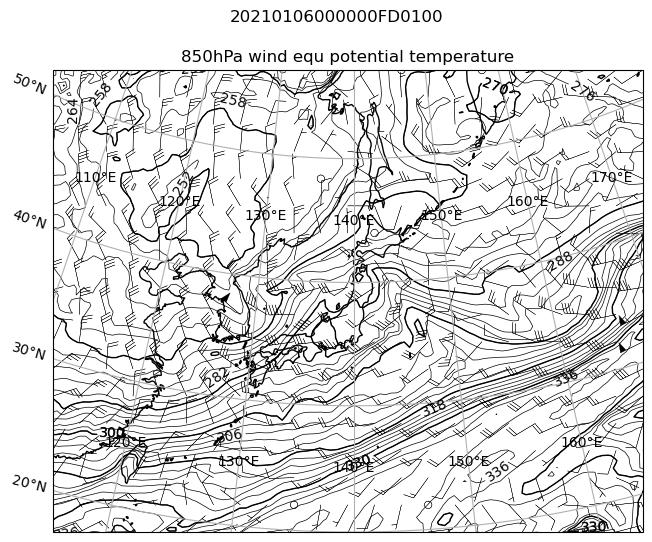 20210106000000FD0100
850hPa wind equ potential temperature
50°N
258
264
258
270
276
110°E
170°E
252
120°E
160°E
130°E
140°E
150°E
40°N
288
30°N
282
336
318
300
306
120°E
130°E
140°E
150°E
160°E
336
20°N
330